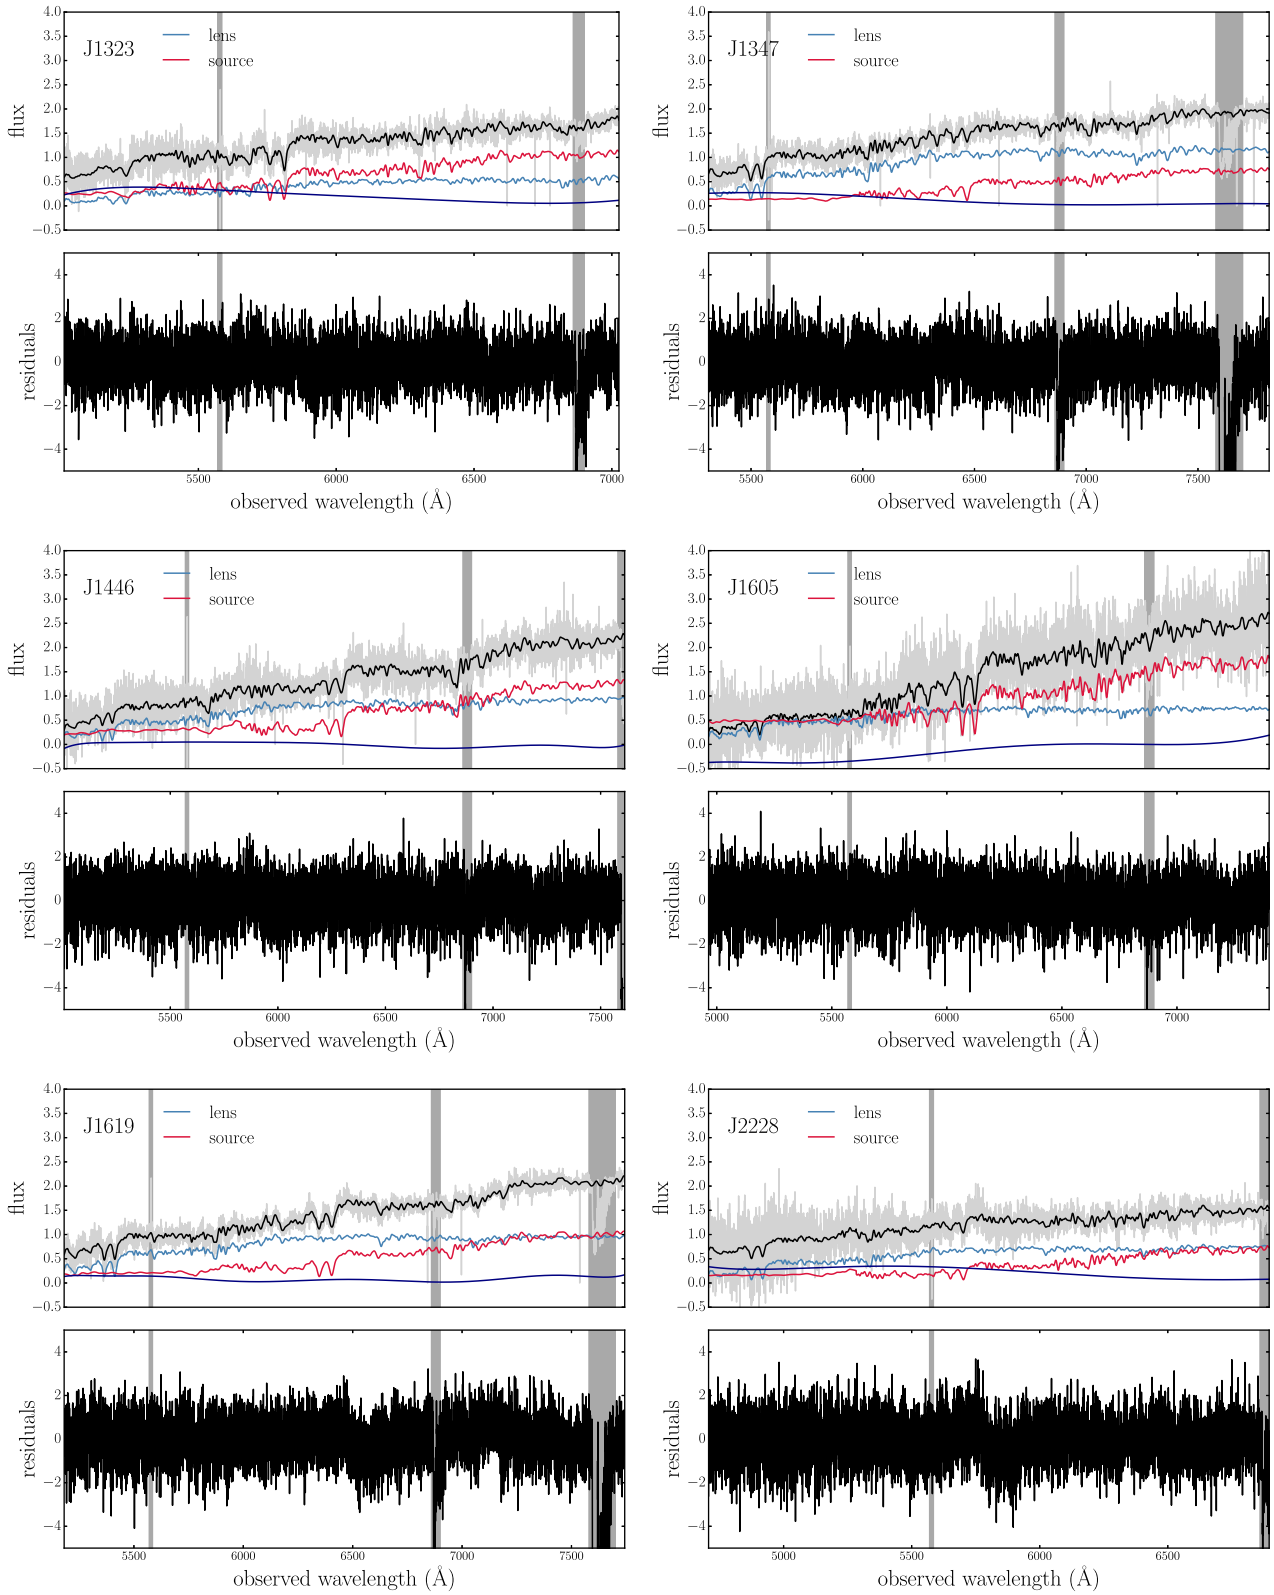 J1323
lens
source
flux
4.0
3.5
3.0
2.5
2.0
1.5
1.0
0.5
0.0
−0.5
residuals
4
2
0
−2
−4
5500 6000 6500 7000
observed wavelength (Å)
J1347
lens
source
flux
4.0
3.5
3.0
2.5
2.0
1.5
1.0
0.5
0.0
−0.5
residuals
4
2
0
−2
−4
5500 6000 6500 7000 7500
observed wavelength (Å)
J1446
lens
source
flux
4.0
3.5
3.0
2.5
2.0
1.5
1.0
0.5
0.0
−0.5
residuals
4
2
0
−2
−4
5500 6000 6500 7000 7500
observed wavelength (Å)
J1605
lens
source
flux
4.0
3.5
3.0
2.5
2.0
1.5
1.0
0.5
0.0
−0.5
residuals
4
2
0
−2
−4
5000 5500 6000 6500 7000
observed wavelength (Å)
J1619
lens
source
flux
4.0
3.5
3.0
2.5
2.0
1.5
1.0
0.5
0.0
−0.5
residuals
4
2
0
−2
−4
5500 6000 6500 7000 7500
observed wavelength (Å)
J2228
lens
source
flux
4.0
3.5
3.0
2.5
2.0
1.5
1.0
0.5
0.0
−0.5
residuals
4
2
0
−2
−4
5000 5500 6000 6500
observed wavelength (Å)